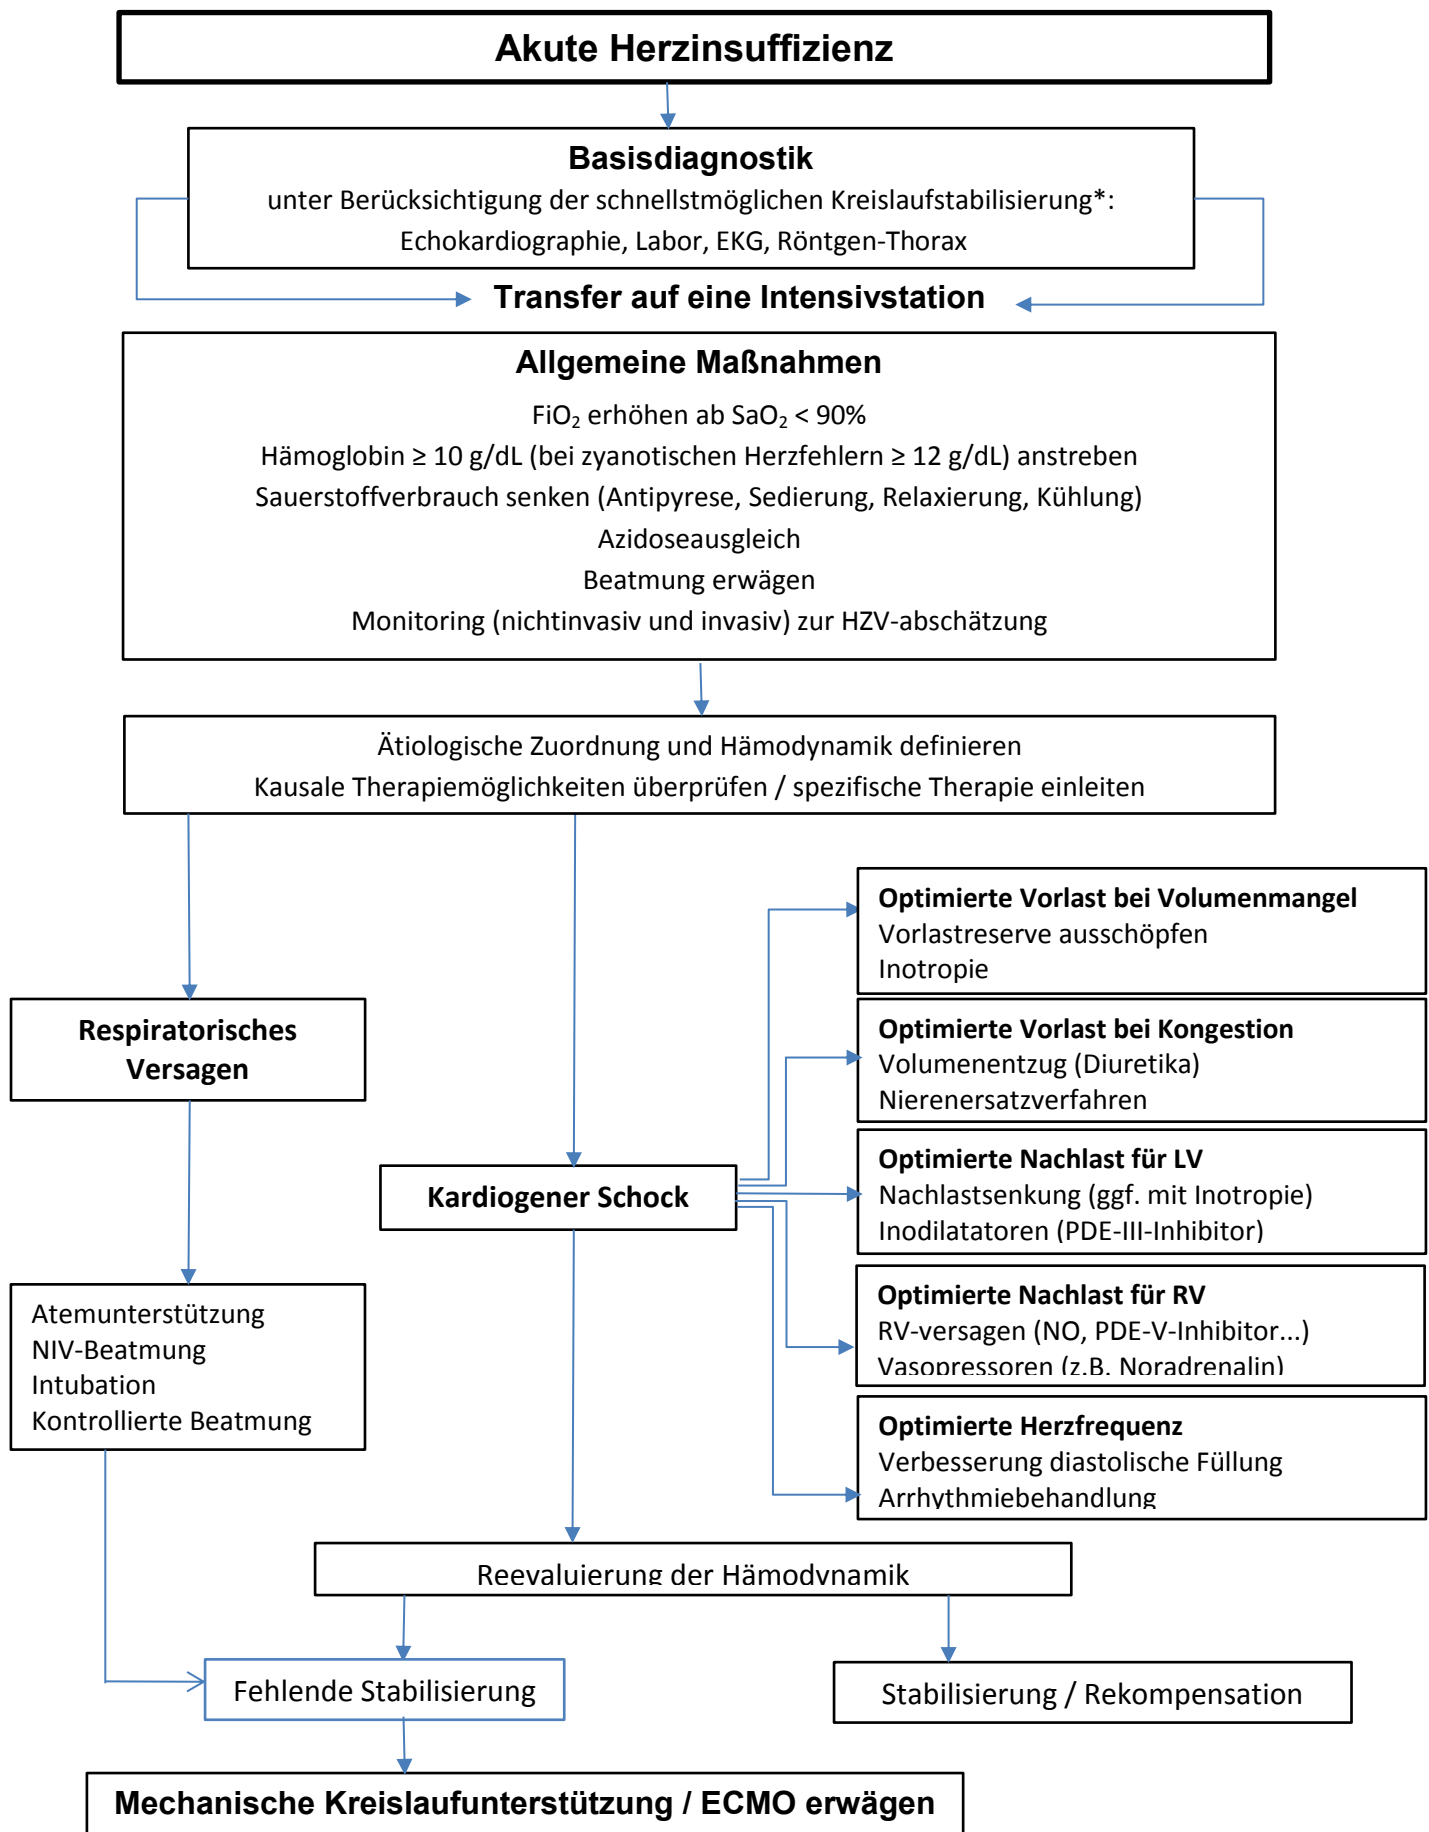 Akute Herzinsuffizienz
Basisdiagnostik
unter Berücksichtigung der schnellstmöglichen Kreislaufstabilisierung*:
Echokardiographie, Labor, EKG, Röntgen-Thorax
Transfer auf eine Intensivstation
Allgemeine Maßnahmen
FiO₂ erhöhen ab SaO₂ < 90%
Hämoglobin ≥ 10 g/dL (bei zyanotischen Herzfehlern ≥ 12 g/dL) anstreben
Sauerstoffverbrauch senken (Antipyrese, Sedierung, Relaxierung, Kühlung)
Azidoseausgleich
Beatmung erwägen
Monitoring (nichtinvasiv und invasiv) zur HZV-abschätzung
Ätiologische Zuordnung und Hämodynamik definieren
Kausale Therapiemöglichkeiten überprüfen / spezifische Therapie einleiten
Respiratorisches
Versagen
Atemunterstützung
NIV-Beatmung
Intubation
Kontrollierte Beatmung
Kardiogener Schock
Optimierte Vorlast bei Volumenmangel
Vorlastreserve ausschöpfen
Inotropie
Optimierte Vorlast bei Kongestion
Volumenentzug (Diuretika)
Nierenersatzverfahren
Optimierte Nachlast für LV
Nachlastsenkung (ggf. mit Inotropie)
Inodilatatoren (PDE-III-Inhibitor)
Optimierte Nachlast für RV
RV-versagen (NO, PDE-V-Inhibitor...)
Vasopressoren (z.B. Noradrenalin)
Optimierte Herzfrequenz
Verbesserung diastolische Füllung
Arrhythmiebehandlung
Reevaluierung der Hämodynamik
Fehlende Stabilisierung
Stabilisierung / Rekompensation
Mechanische Kreislaufunterstützung / ECMO erwägen